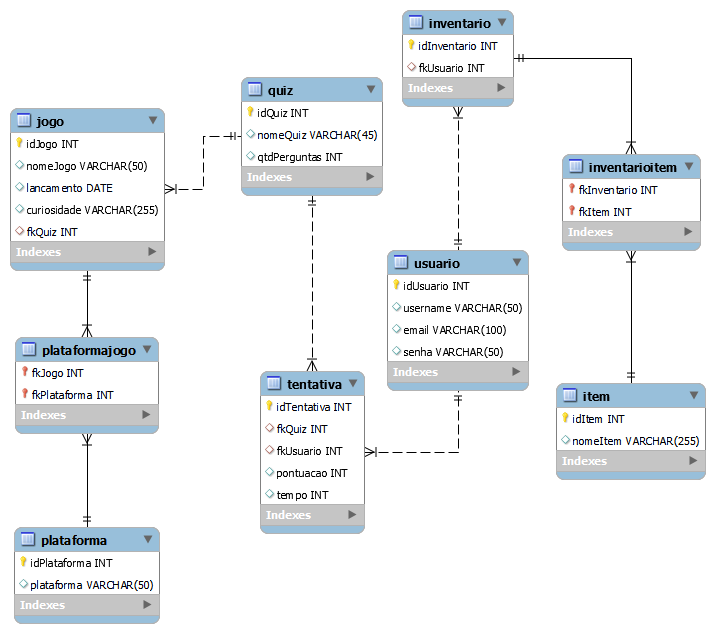 inventario
idInventario INT
fkUsuario INT
Indexes
quiz
idQuiz INT
nomeQuiz VARCHAR(45)
qtdPerguntas INT
Indexes
jogo
idJogo INT
nomeJogo VARCHAR(50)
lancamento DATE
curiosidade VARCHAR(255)
fkQuiz INT
Indexes
inventarioitem
fkInventario INT
fkItem INT
Indexes
usuario
idUsuario INT
username VARCHAR(50)
email VARCHAR(100)
senha VARCHAR(50)
Indexes
plataformajogo
fkJogo INT
fkPlataforma INT
Indexes
tentativa
idTentativa INT
fkQuiz INT
fkUsuario INT
pontuacao INT
tempo INT
Indexes
item
idItem INT
nomeItem VARCHAR(255)
Indexes
plataforma
idPlataforma INT
plataforma VARCHAR(50)
Indexes